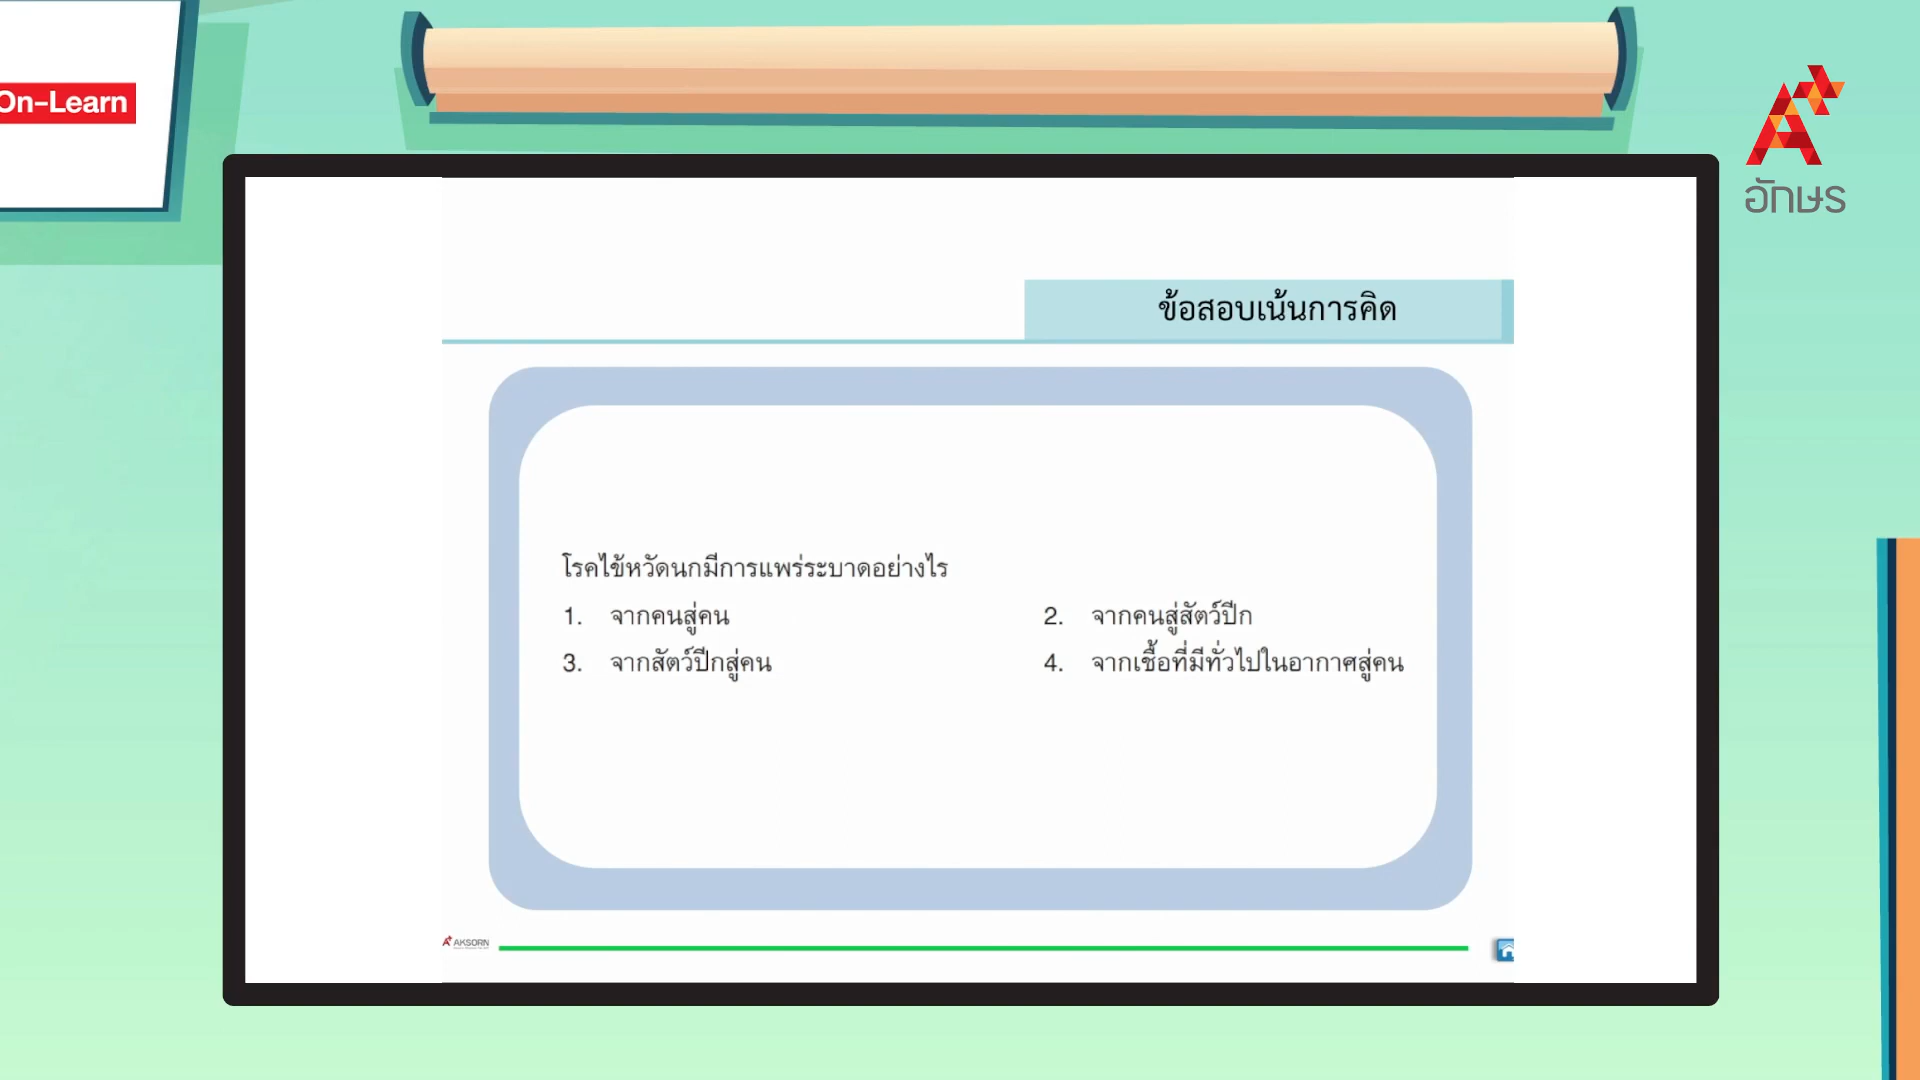 On-Learn
อักษร
ข้อสอบเน้นการคิด
โรคไข้หวัดนกมีการแพร่ระบาดอย่างไร
1. จากคนสู่คน
2. จากคนสู่สัตว์ปีก
3. จากสัตว์ปีกสู่คน
4. จากเชื้อที่มีทั่วไปในอากาศสู่คน
AKSORN